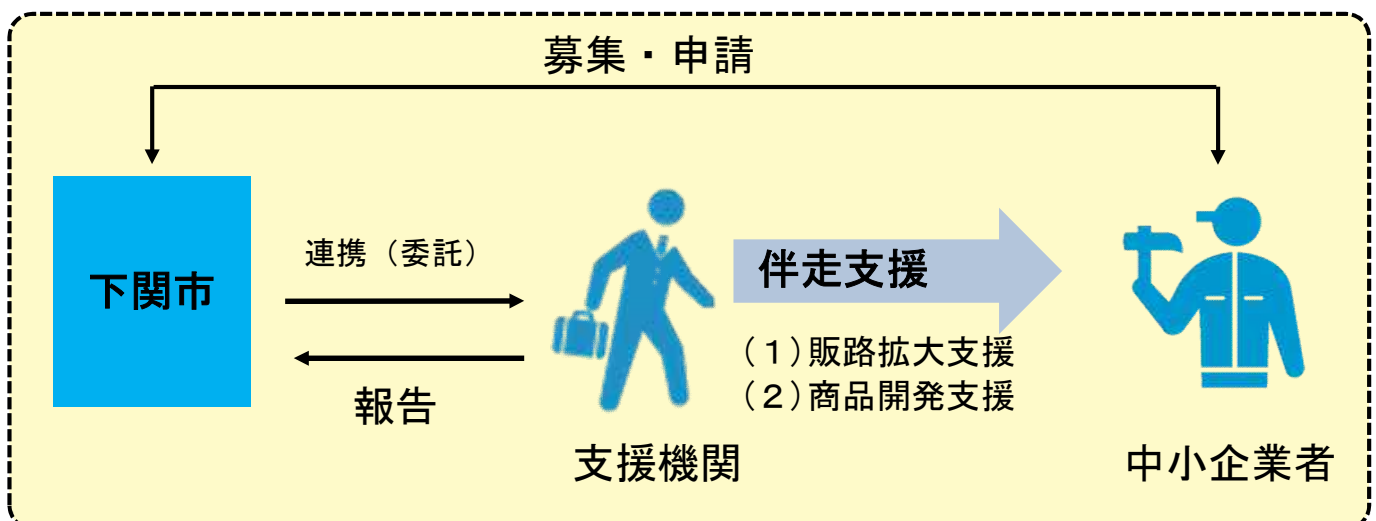 募集・申請
下関市
連携（委託）
報告
支援機関
伴走支援
（１）販路拡大支援
（２）商品開発支援
中小企業者